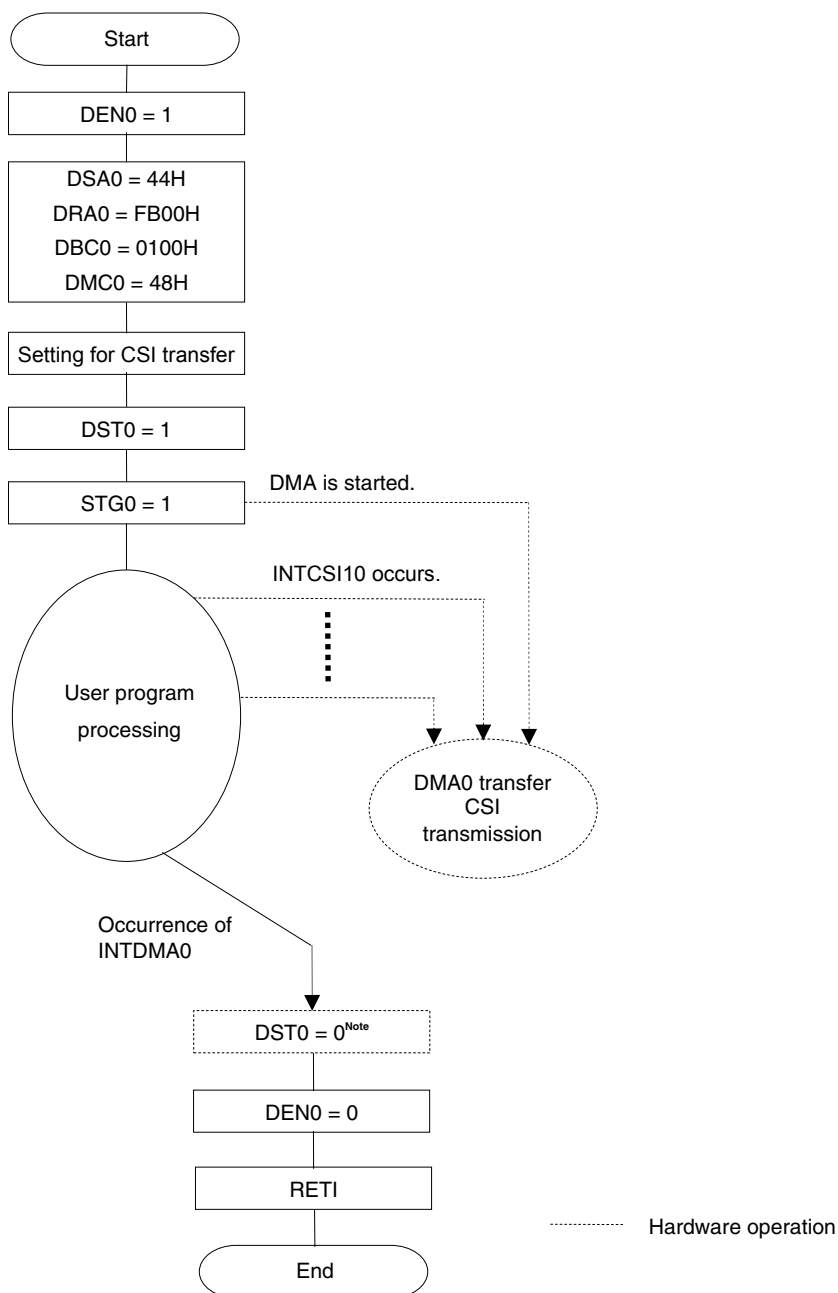 Start
DEN0 = 1
DSA0 = 44H
DRA0 = FB00H
DBC0 = 0100H
DMC0 = 48H
Setting for CSI transfer
DST0 = 1
STG0 = 1
DMA is started.
INTCSI10 occurs.
User program
processing
DMA0 transfer
CSI
transmission
Occurrence of
INTDMA0
DST0 = 0Note
DEN0 = 0
RETI
Hardware operation
End